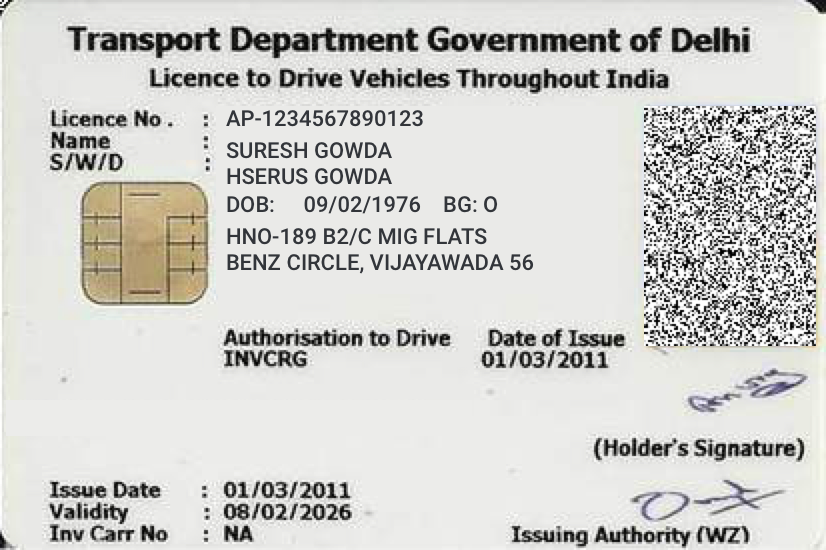 Transport Department Government of Delhi
Licence to Drive Vehicles Throughout India
Licence No . : AP-1234567890123
Name : SURESH GOWDA
S/W/D : HSERUS GOWDA
DOB: 09/02/1976 BG: O
HNO-189 B2/C MIG FLATS
BENZ CIRCLE, VIJAYAWADA 56
Authorisation to Drive Date of Issue
INVCRG 01/03/2011
(Holder's Signature)
Issue Date : 01/03/2011
Validity : 08/02/2026
Inv Carr No : NA
Issuing Authority (WZ)